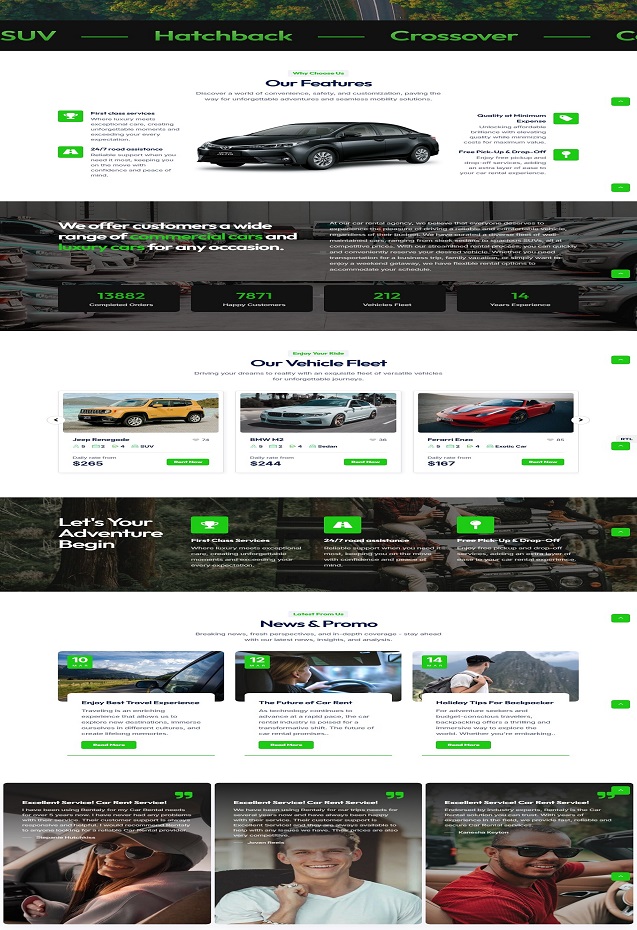 SUV
Hatchback
Crossover
Why Choose Us
Our Features
Discover a world of convenience, safety, and customization, paving the
way for unforgettable adventures and seamless mobility solutions.
First class services
Where luxury meets
exceptional care, creating
unforgettable moments and
exceeding your every
expectation.
24/7 road assistance
Reliable support when you
need it most, keeping you
on the move with
confidence and peace of
mind.
Quality at Minimum
Expense
Unlocking affordable
brilliance with elevating
quality while minimizing
costs for maximum value.
Free Pick-Up & Drop-Off
Enjoy free pickup and
drop-off services, adding
an extra layer of ease to
your car rental experience.
We offer customers a wide
range of commercial cars and
luxury cars for any occasion.
At our car rental agency, we believe that everyone deserves to
experience the pleasure of driving a reliable and comfortable vehicle,
regardless of their budget. We have curated a diverse fleet of well-
maintained cars, ranging from sleek sedans to spacious SUVs, all at
competitive prices. With our streamlined rental process, you can quickly
and conveniently reserve your desired vehicle. Whether you need
transportation for a business trip, family vacation, or simply want to
enjoy a weekend getaway, we have flexible rental options to
accommodate your schedule.
13882
Completed Orders
7871
Happy Customers
212
Vehicles Fleet
14
Years Experience
Enjoy Your Ride
Our Vehicle Fleet
Driving your dreams to reality with an exquisite fleet of versatile vehicles
for unforgettable journeys.
Jeep Renegade 74
5 2 4 SUV
Daily rate from
$265
Rent Now
BMW M2 36
5 2 4 Sedan
Daily rate from
$244
Rent Now
Ferarri Enzo 85
5 2 4 Exotic Car
Daily rate from
$167
Rent Now
RTL
Let's Your
Adventure
Begin
First Class Services
Where luxury meets exceptional
care, creating unforgettable
moments and exceeding your
every expectation.
24/7 road assistance
Reliable support when you need it
most, keeping you on the move
with confidence and peace of
mind.
Free Pick-Up & Drop-Off
Enjoy free pickup and drop-off
services, adding an extra layer of
ease to your car rental experience.
Latest From Us
News & Promo
Breaking news, fresh perspectives, and in-depth coverage - stay ahead
with our latest news, insights, and analysis.
10
MAR
Enjoy Best Travel Experience
Traveling is an enriching
experience that allows us to
explore new destinations, immerse
ourselves in different cultures, and
create lifelong memories.
Read More
12
MAR
The Future of Car Rent
As technology continues to
advance at a rapid pace, the car
rental industry is poised for a
transformation. The future of
car rental promises..
Read More
14
MAR
Holiday Tips For Backpacker
For adventure seekers and
budget-conscious travelers,
backpacking offers a thrilling and
immersive way to explore the
world. Whether you're embarking..
Read More
Excellent Service! Car Rent Service!
I have been using Rentaly for my Car Rental needs
for over 5 years now. I have never had any problems
with their service. Their customer support is always
responsive and helpful. I would recommend Rentaly
to anyone looking for a reliable Car Rental provider.
Stepanie Hutchkiss
Excellent Service! Car Rent Service!
We have been using Rentaly for our trips needs for
several years now and have always been happy
with their service. Their customer support is
Excellent Service! and they are always available to
help with any issues we have. Their prices are also
very competitive.
Jovan Reels
Excellent Service! Car Rent Service!
Endorsed by industry experts, Rentaly is the Car
Rental solution you can trust. With years of
experience in the field, we provide fast, reliable and
secure Car Rental services.
Kanesha Keyton